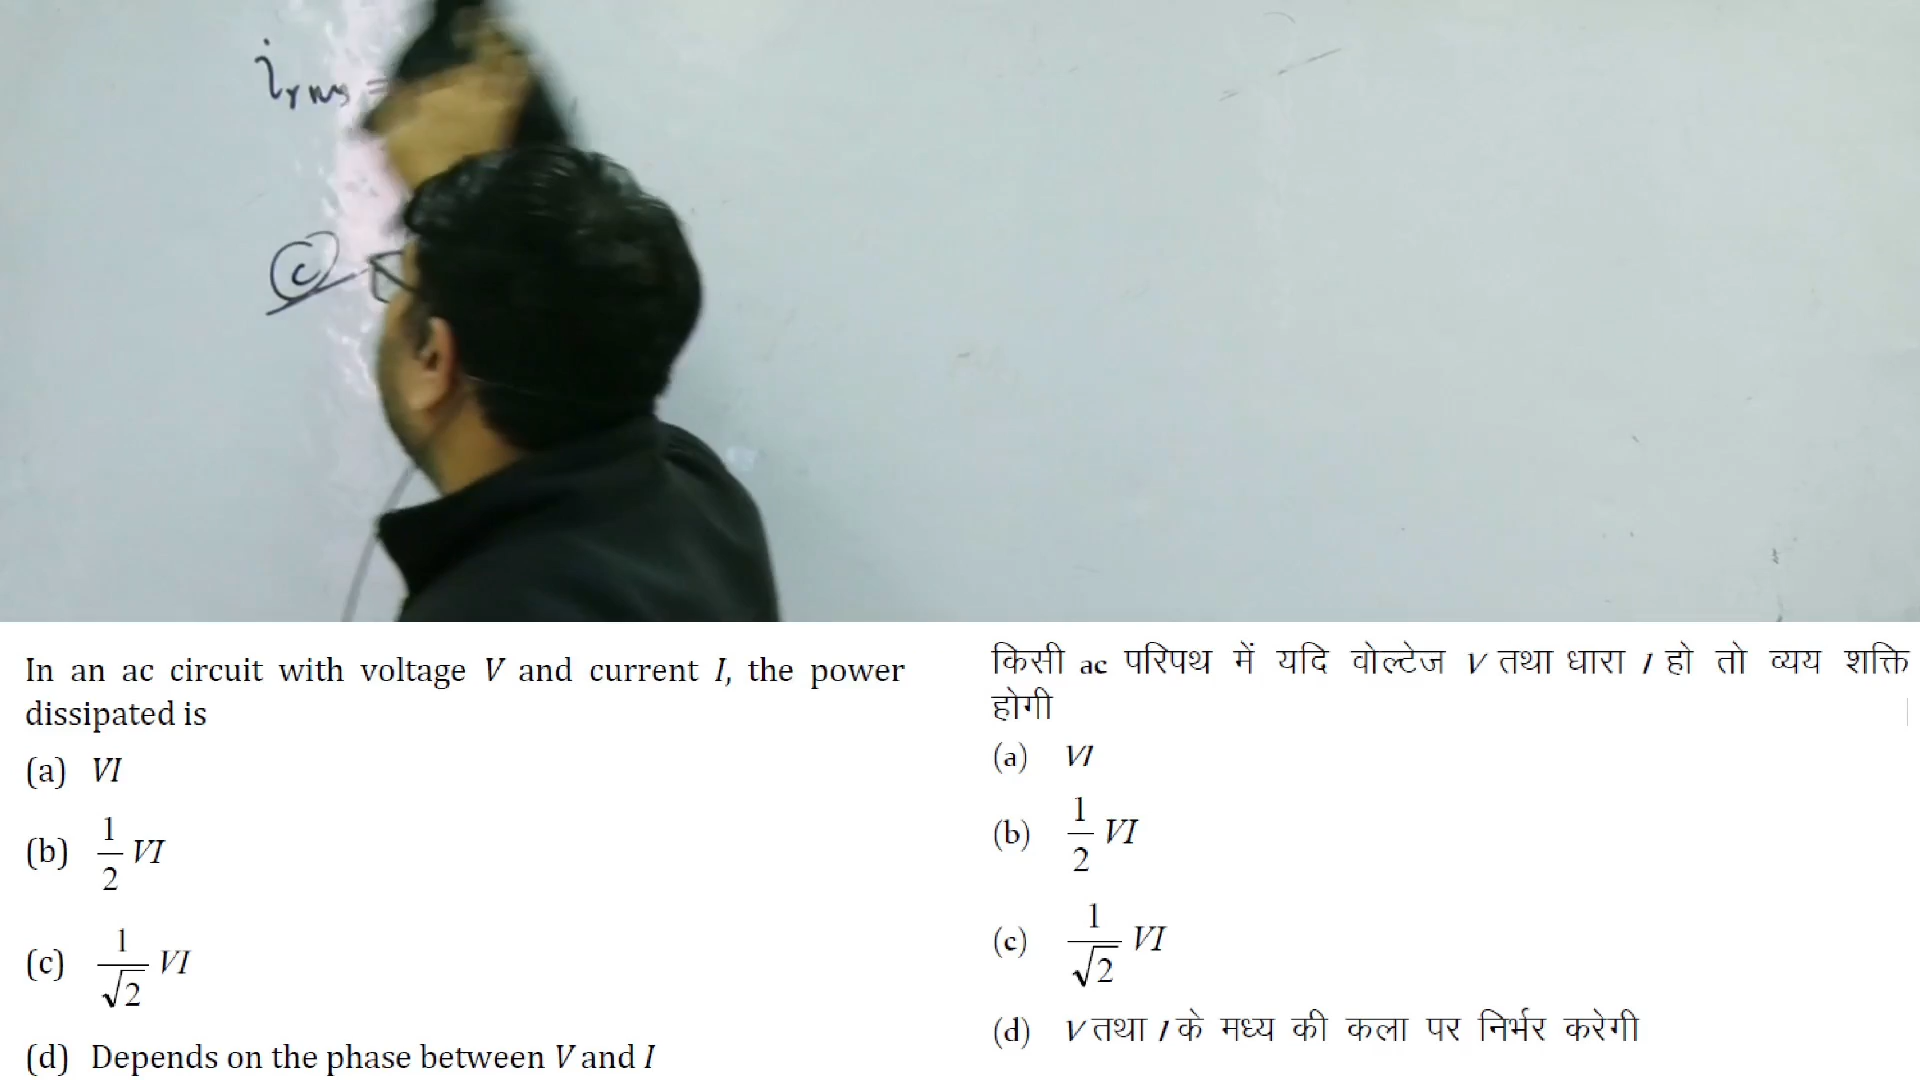 i rms =
c
In an ac circuit with voltage V and current I, the power
dissipated is
(a) VI
(b) 1/2 VI
(c) 1/√2 VI
(d) Depends on the phase between V and I
किसी ac परिपथ में यदि वोल्टेज V तथा धारा I हो तो व्यय शक्ति
होगी
(a) VI
(b) 1/2 VI
(c) 1/√2 VI
(d) V तथा I के मध्य की कला पर निर्भर करेगी